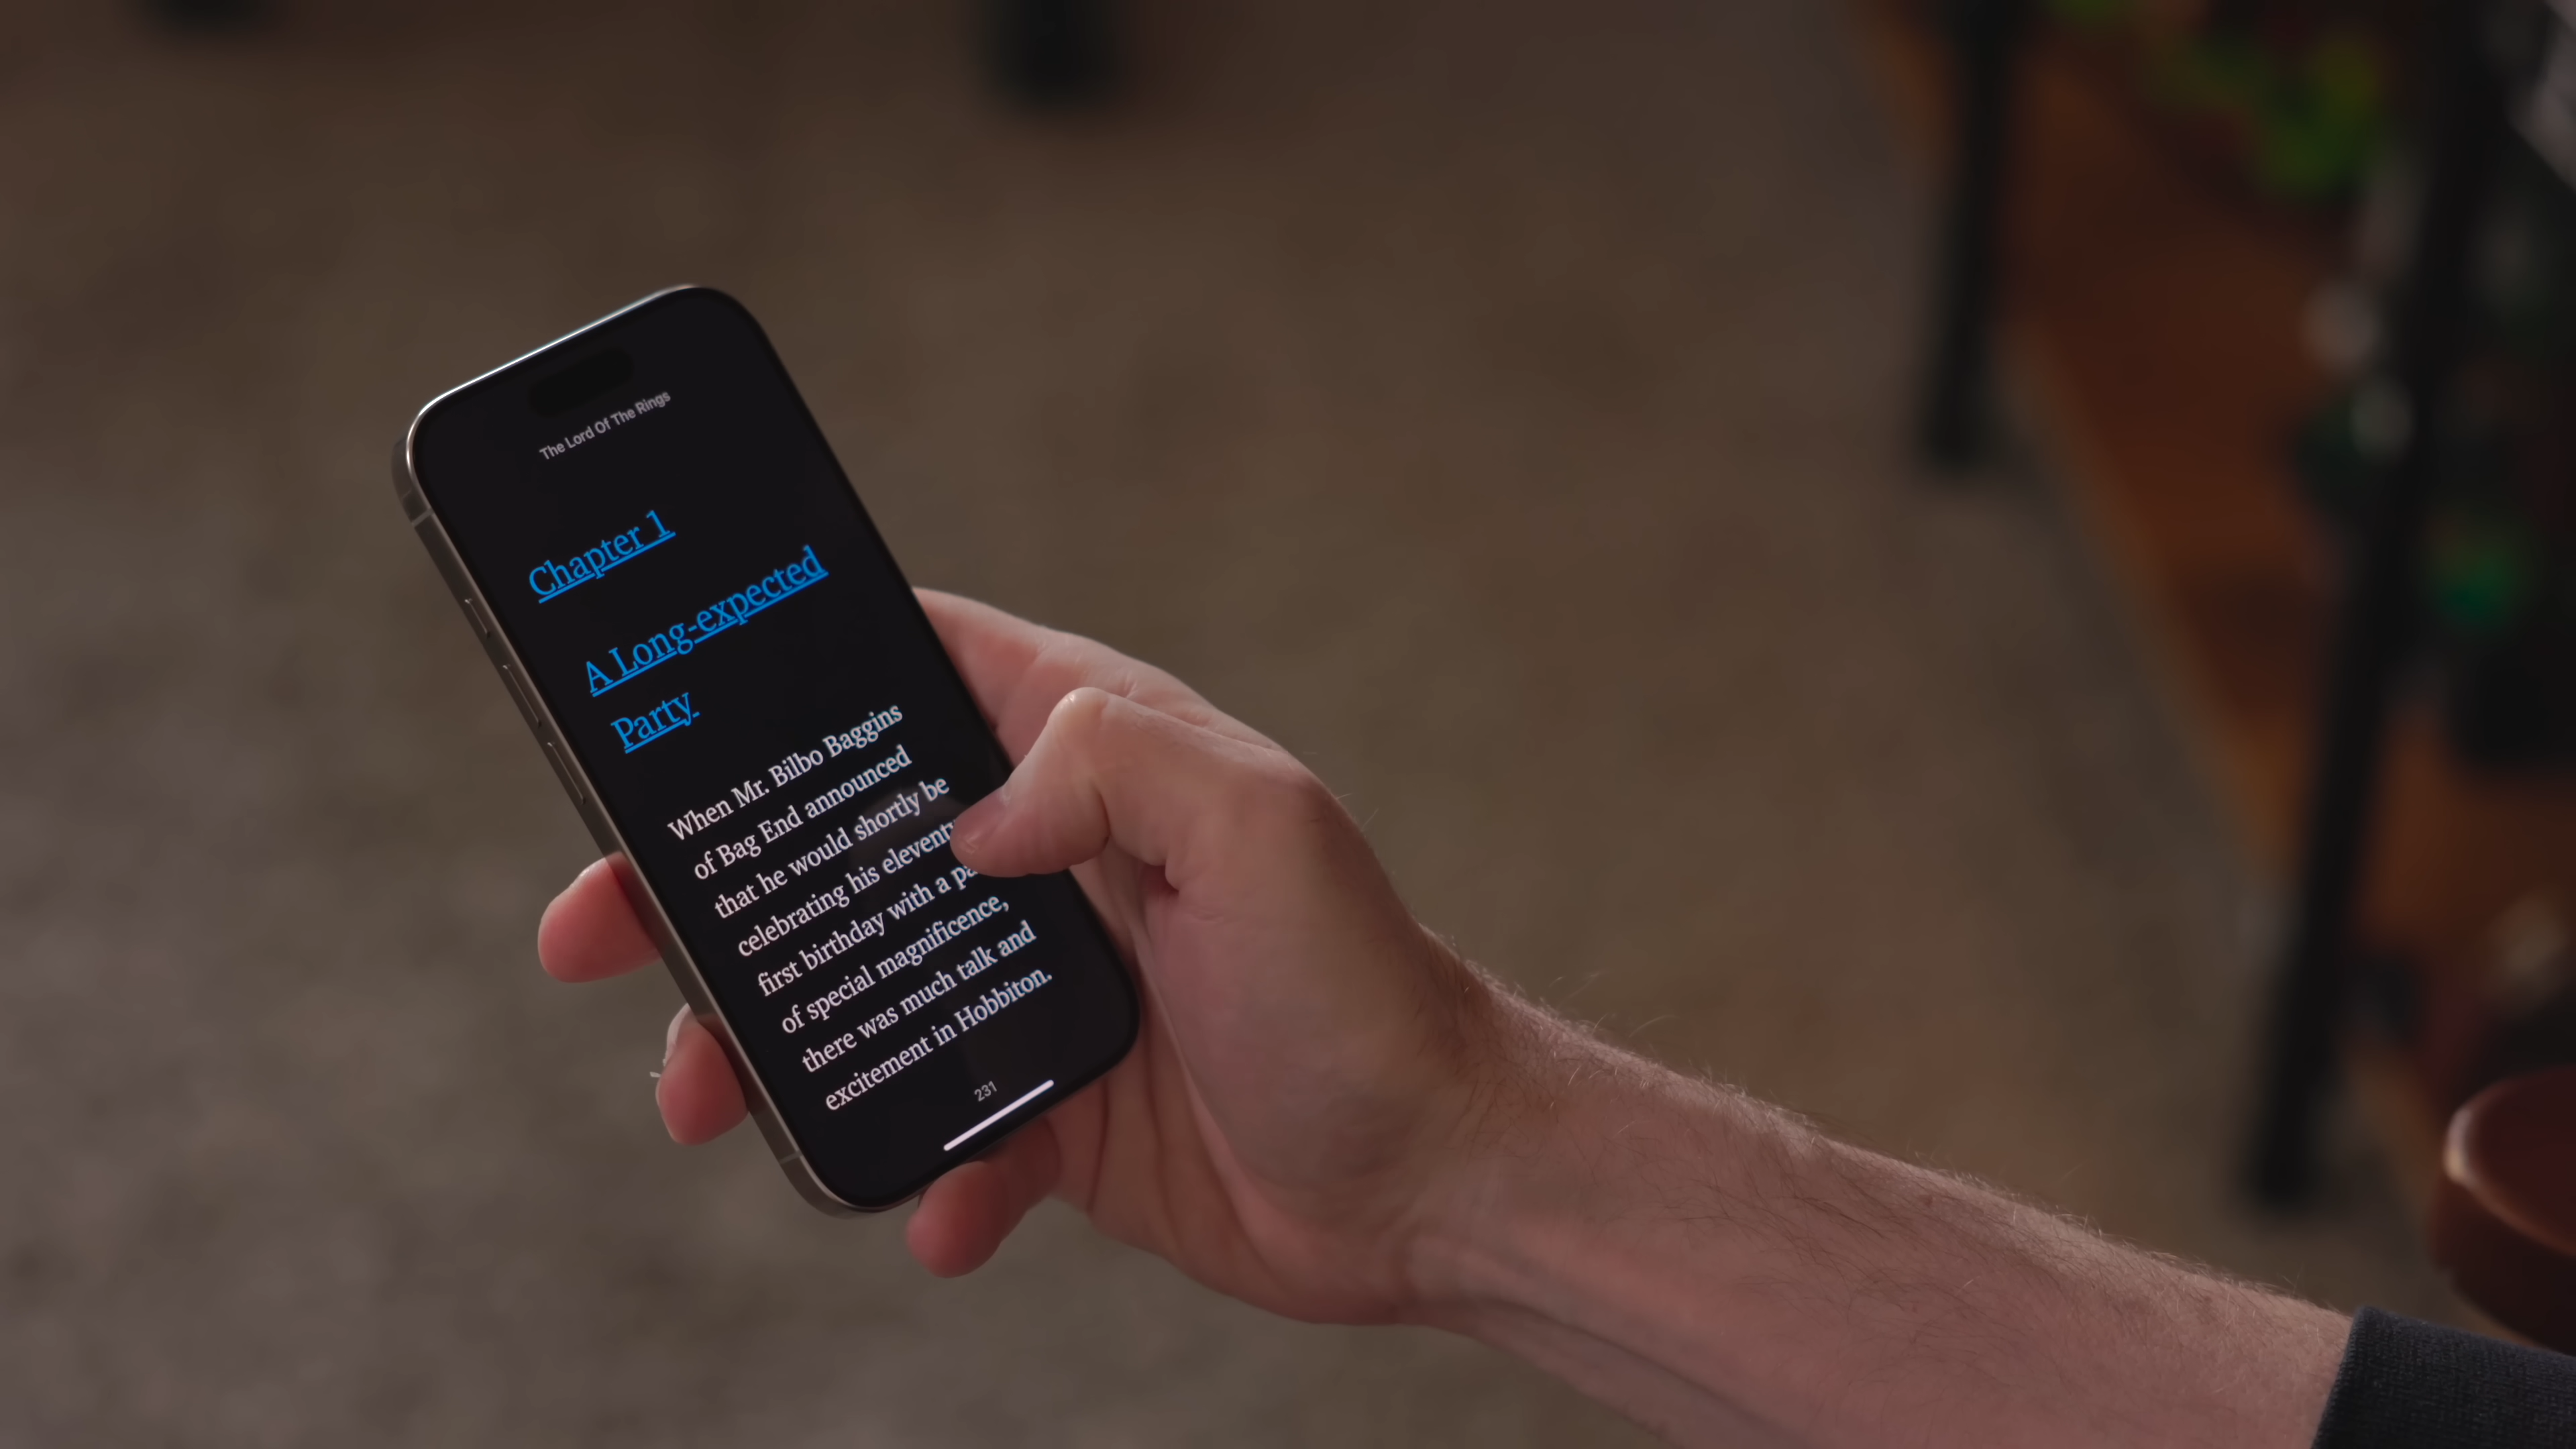 The Lord Of The Rings
Chapter 1
A Long-expected
Party
When Mr. Bilbo Baggins
of Bag End announced
that he would shortly be
celebrating his
first birthday with a
of special magnificence,
there was much talk and
excitement in Hobbiton.
231